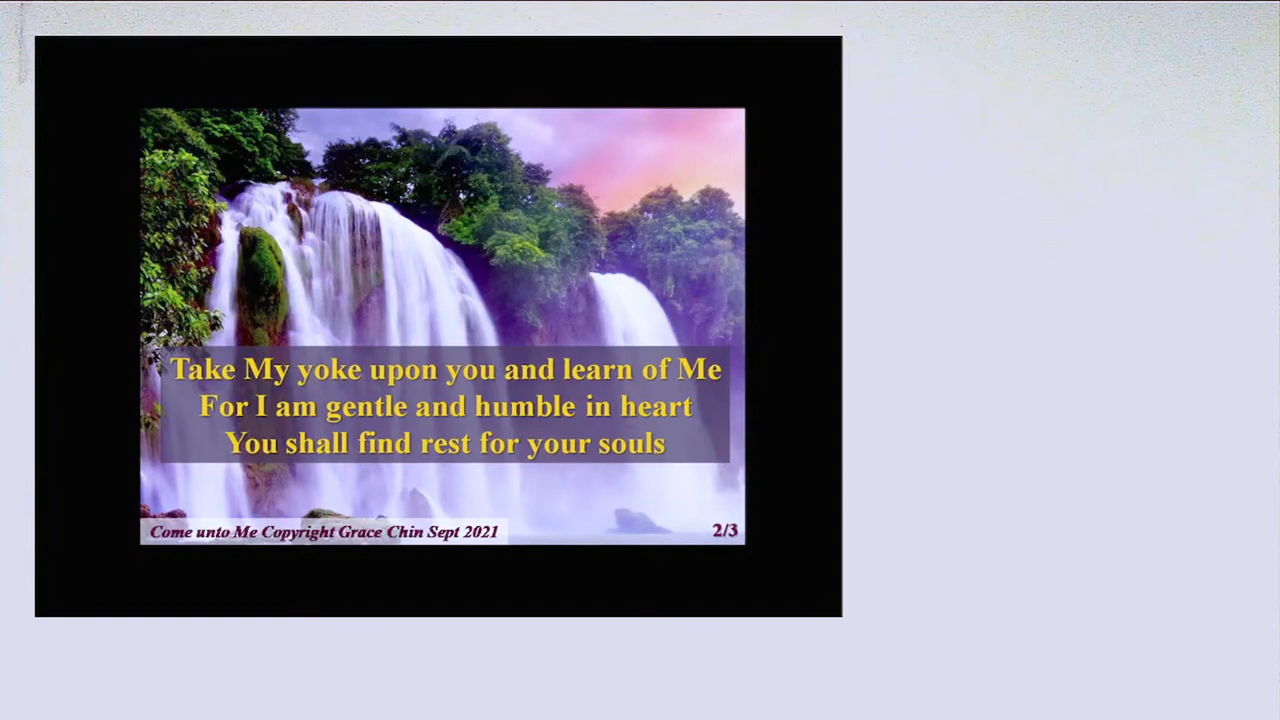 Take My yoke upon you and learn of Me
For I am gentle and humble in heart
You shall find rest for your souls
Come unto Me Copyright Grace Chin Sept 2021
2/3